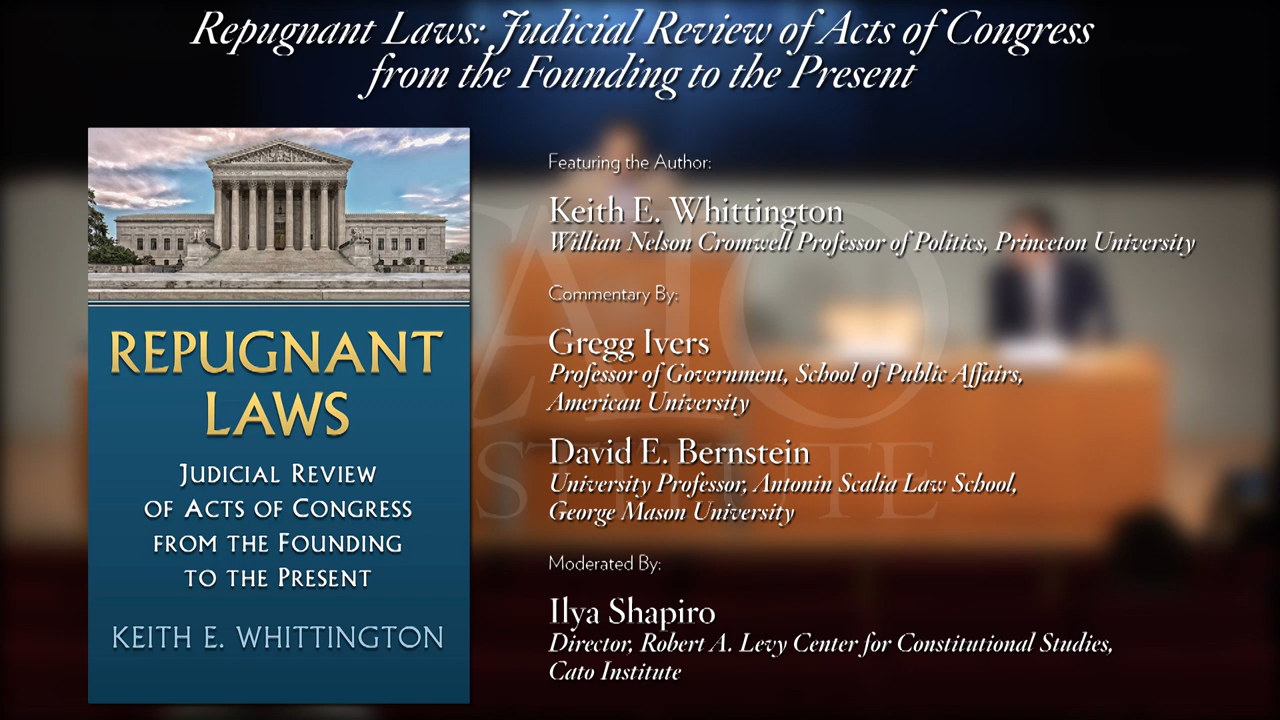 Repugnant Laws: Judicial Review of Acts of Congress
from the Founding to the Present
REPUGNANT
LAWS
JUDICIAL REVIEW
OF ACTS OF CONGRESS
FROM THE FOUNDING
TO THE PRESENT
KEITH E. WHITTINGTON
Featuring the Author:
Keith E. Whittington
Willian Nelson Cromwell Professor of Politics, Princeton University
Commentary By:
Gregg Ivers
Professor of Government, School of Public Affairs,
American University
David E. Bernstein
University Professor, Antonin Scalia Law School,
George Mason University
Moderated By:
Ilya Shapiro
Director, Robert A. Levy Center for Constitutional Studies,
Cato Institute